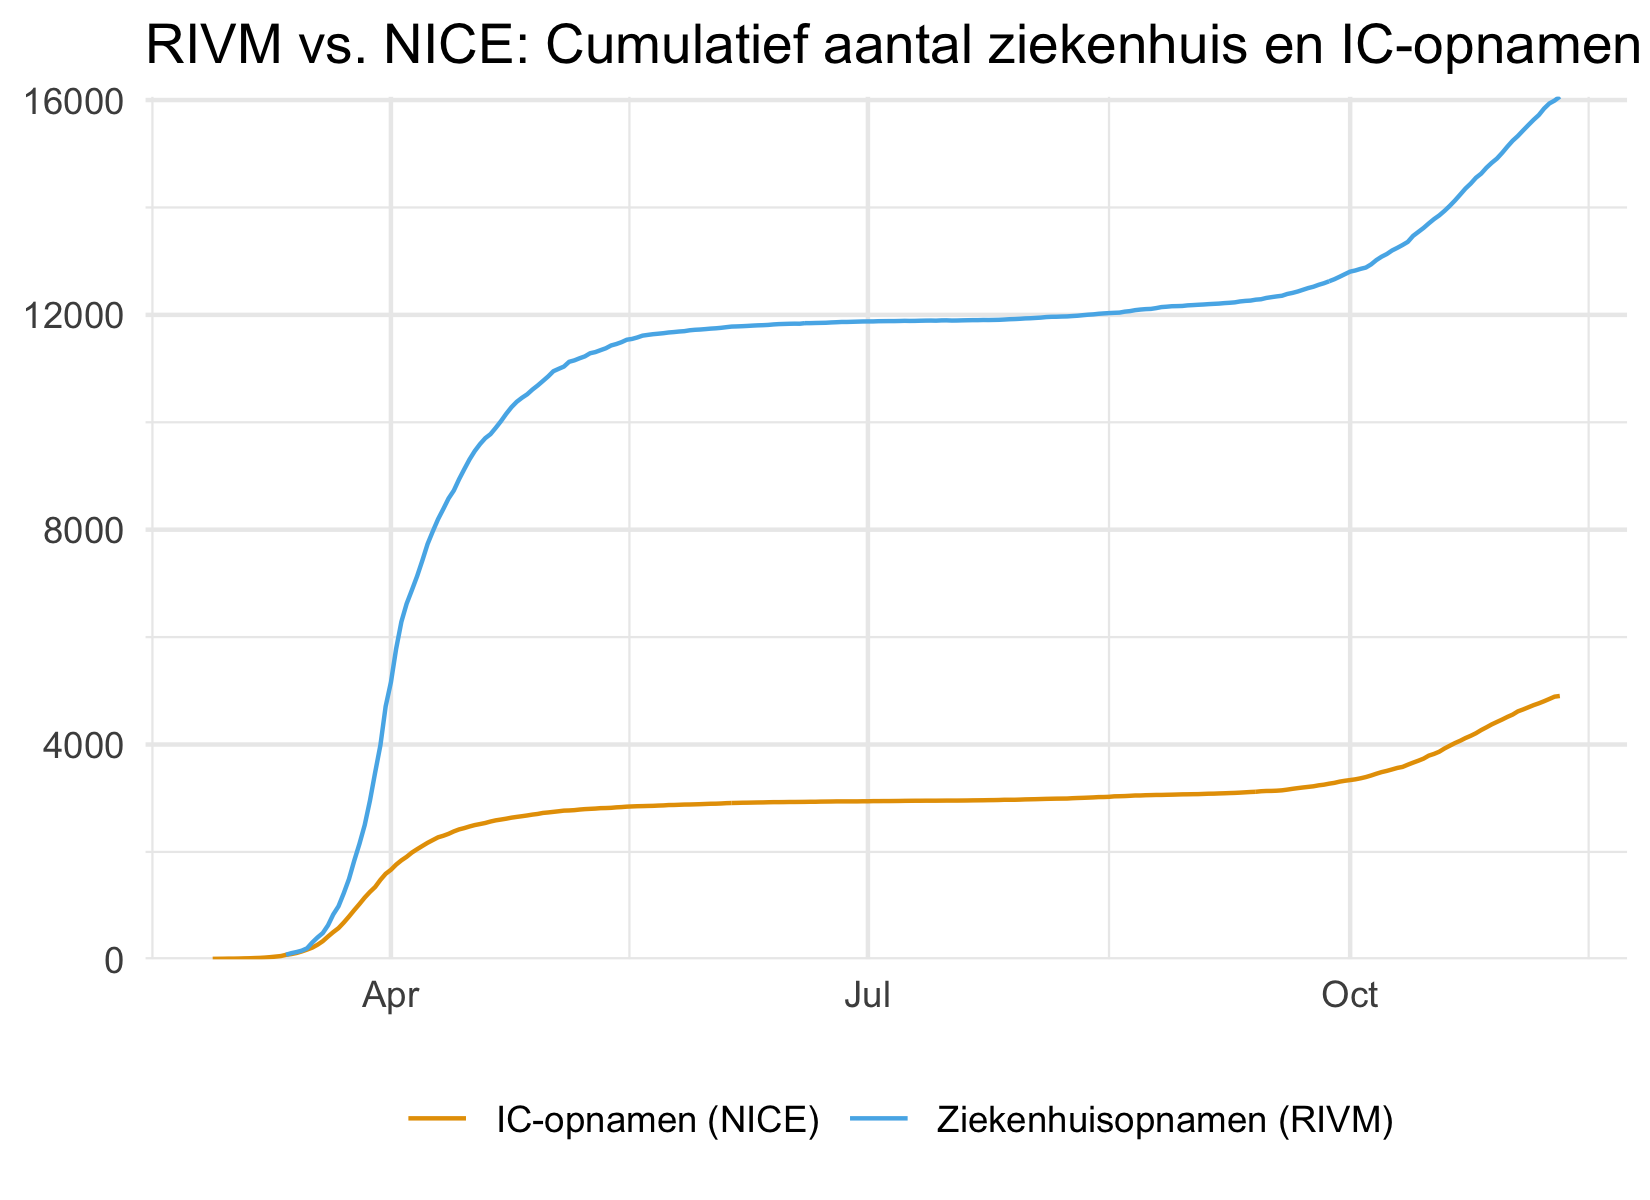 RIVM vs. NICE: Cumulatief aantal ziekenhuis en IC-opnamen
16000
12000
8000
4000
0
Apr Jul Oct
IC-opnamen (NICE) Ziekenhuisopnamen (RIVM)